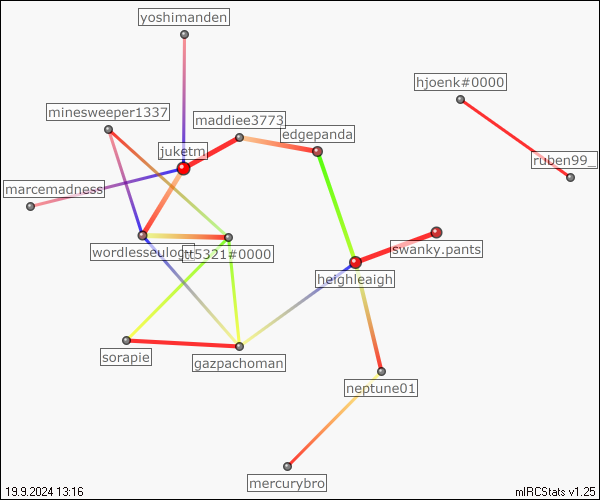 yoshimanden
hjoenk#0000
minesweeper1337
maddiee3773
edgepanda
juketm
ruben99_
marcemadness
wordlesseulog
tt5321#0000
swanky.pants
heighleaigh
sorapie
gazpachoman
neptune01
mercurybro
19.9.2024 13:16
mIRCStats v1.25